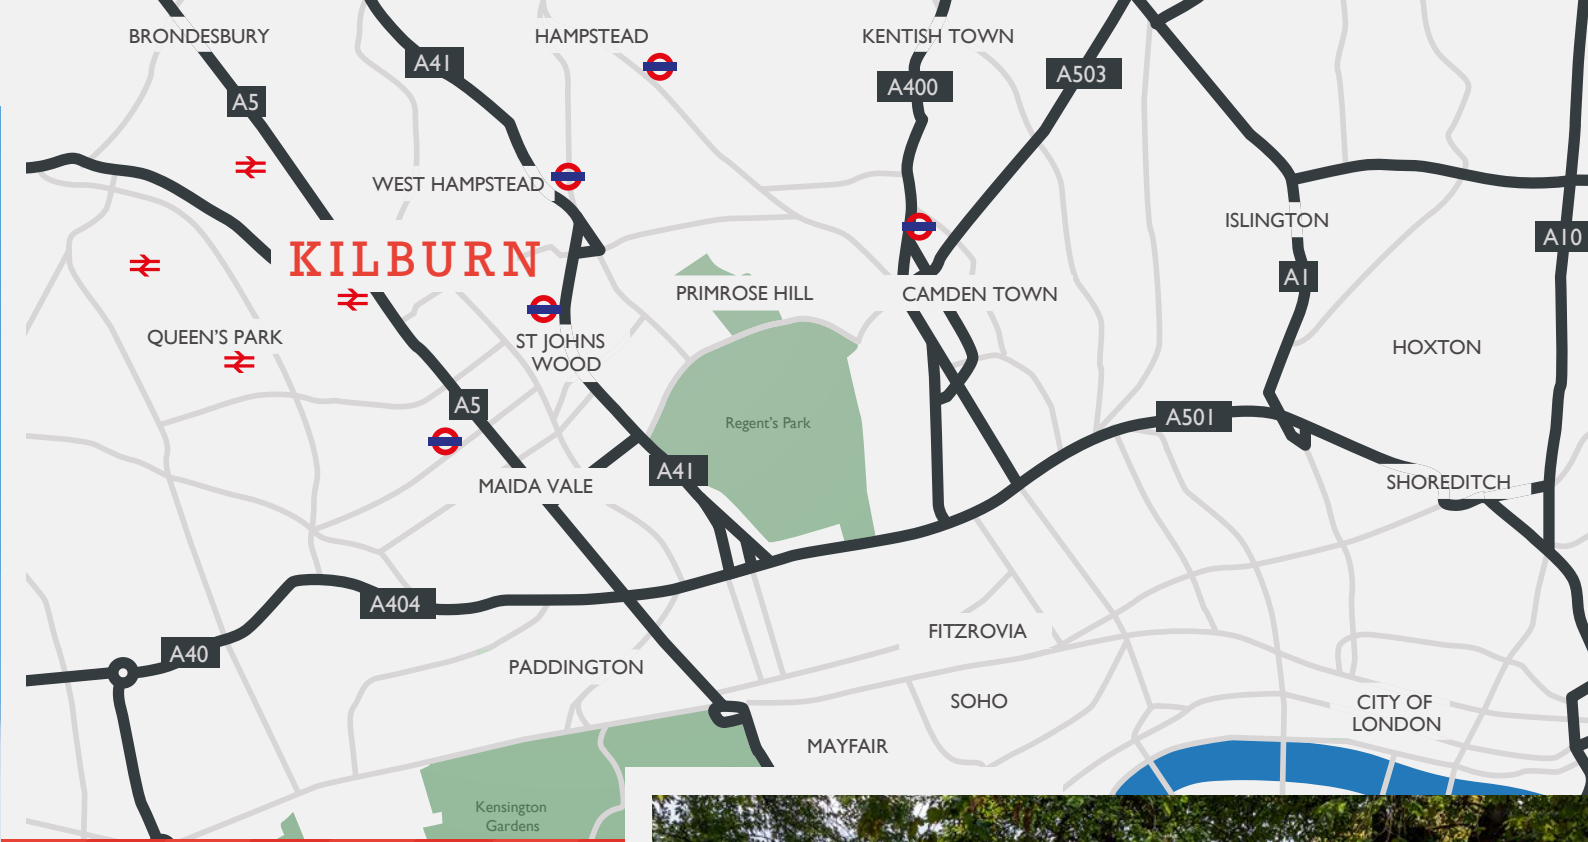 BRONDESBURY
HAMPSTEAD
KENTISH TOWN
A41
A503
A400
A5
WEST HAMPSTEAD
ISLINGTON
A10
KILBURN
A1
PRIMROSE HILL
CAMDEN TOWN
QUEEN'S PARK
ST JOHNS
WOOD
HOXTON
A5
A501
Regent's Park
A41
MAIDA VALE
SHOREDITCH
A404
FITZROVIA
A40
PADDINGTON
SOHO
CITY OF
LONDON
MAYFAIR
Kensington
Gardens